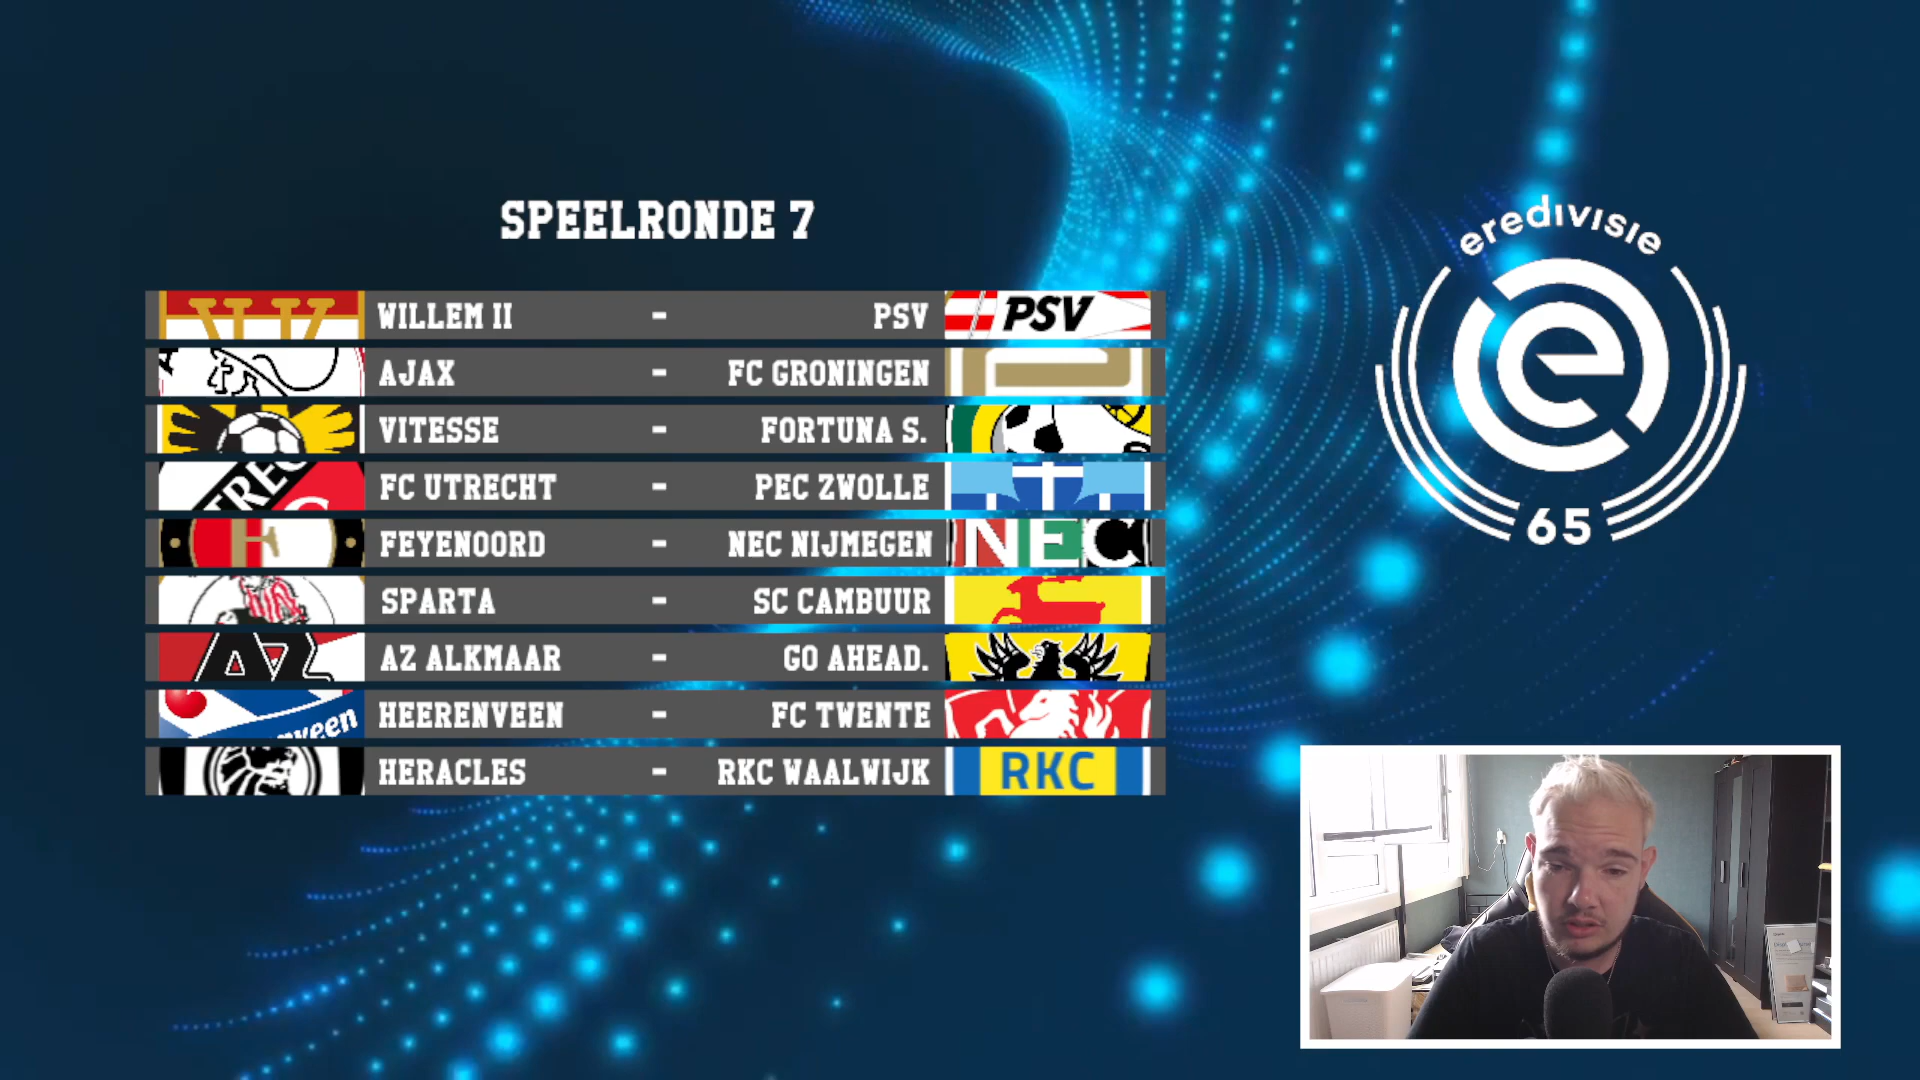 SPEELRONDE 7
WILLEM II - PSV PSV
AJAX - FC GRONINGEN
VITESSE - FORTUNA S.
FC UTRECHT - PEC ZWOLLE
FEYENOORD - NEC NIJMEGEN NEC
SPARTA - SC CAMBUUR
AZ AZ ALKMAAR - GO AHEAD.
HEERENVEEN - FC TWENTE
HERACLES - RKC WAALWIJK RKC
eredivisie
65